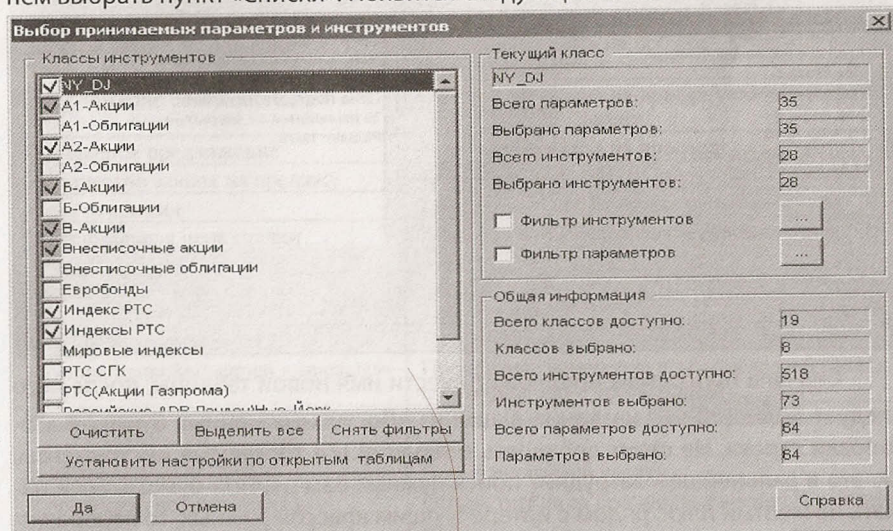 выбрать пункт «Списки
Выбор принимаемых параметров и инструментов
Классы инструментов
NY_DJ
А1-Акции
А1-Облигации
А2-Акции
А2-Облигации
Б-Акции
Б-Облигации
В-Акции
Внесписочные акции
Внесписочные облигации
Евробонды
Индекс РТС
Индексы РТС
Мировые индексы
РТС СГК
РТС(Акции Газпрома)
Очистить
Выделить все
Снять фильтры
Установить настройки по открытым таблицам
Да
Отмена
Текущий класс
NY_DJ
Всего параметров: 35
Выбрано параметров: 35
Всего инструментов: 28
Выбрано инструментов: 28
Фильтр инструментов ...
Фильтр параметров ...
Общая информация
Всего классов доступно: 19
Классов выбрано: 8
Всего инструментов доступно: 518
Инструментов выбрано: 73
Всего параметров доступно: 64
Параметров выбрано: 64
Справка